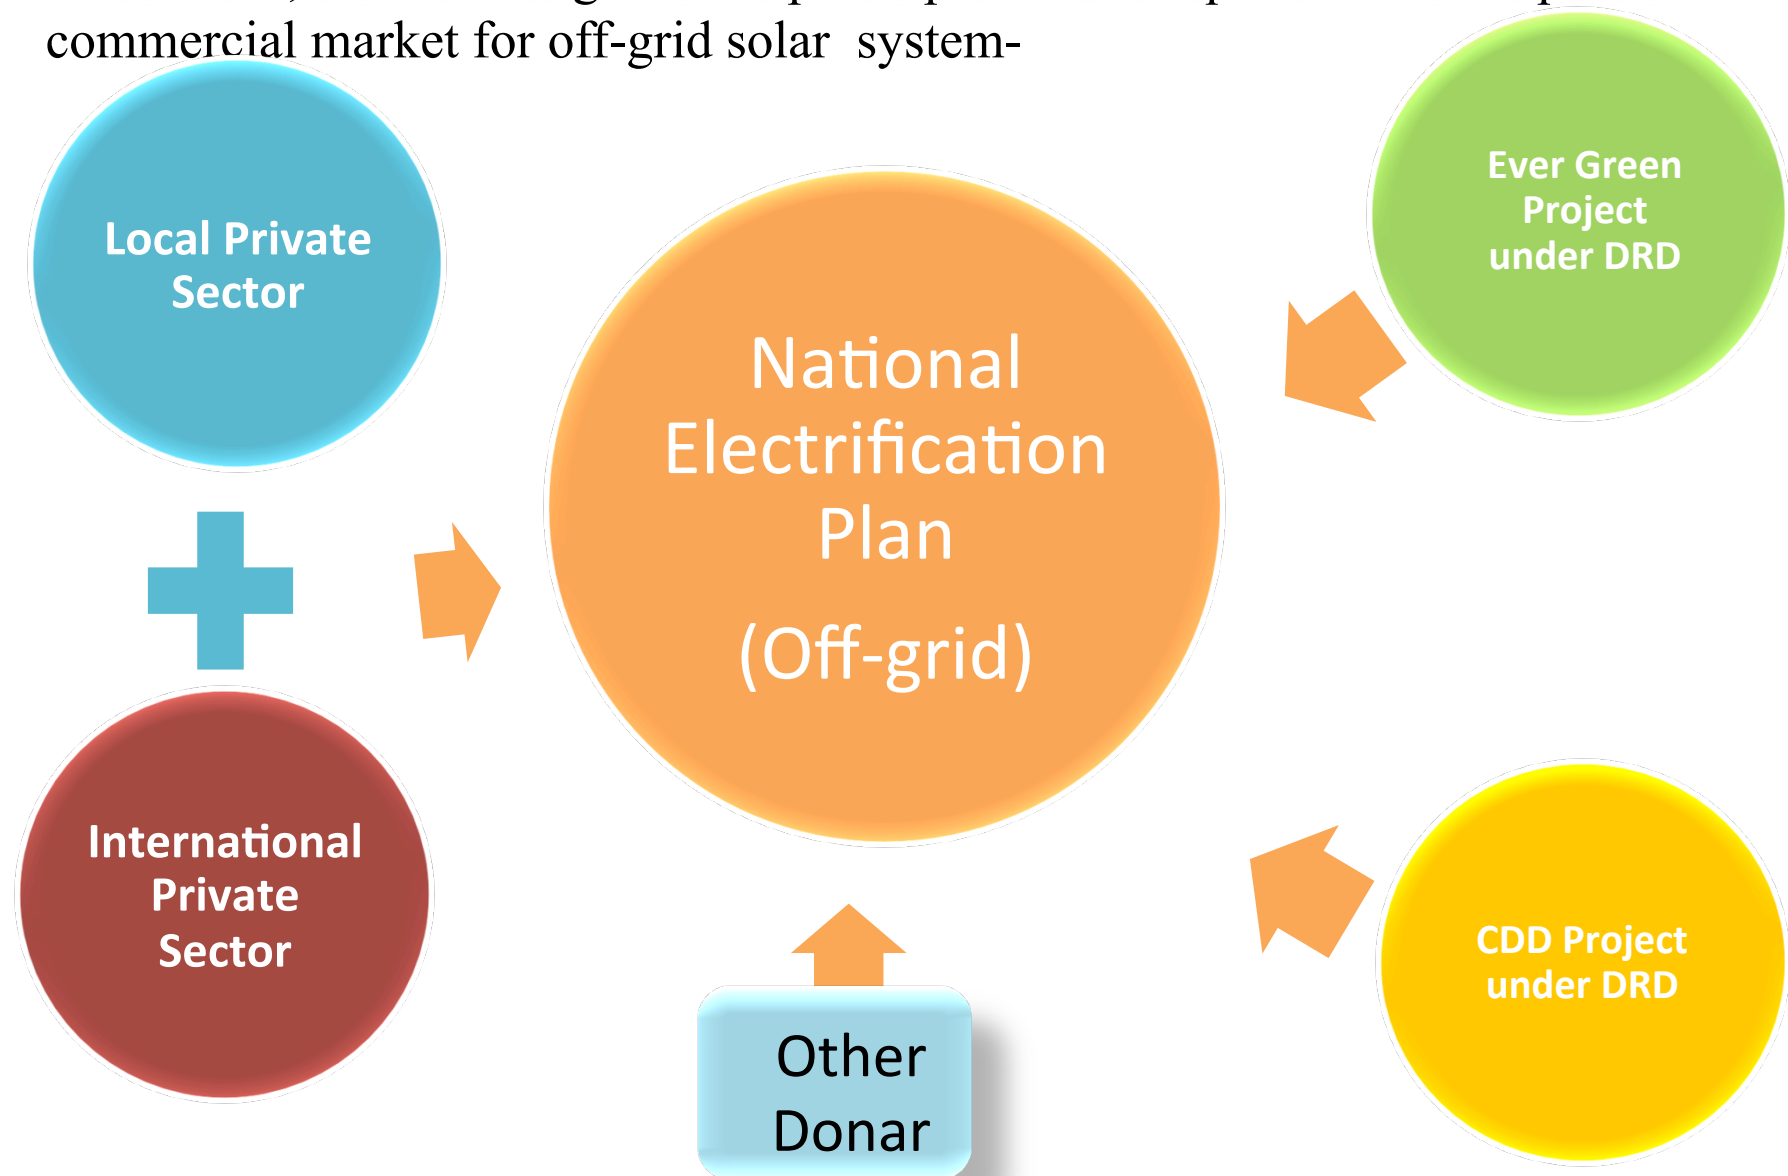 commercial market for off-grid solar system-
Local Private
Sector
Ever Green
Project
under DRD
National
Electrification
Plan
(Off-grid)
International
Private
Sector
CDD Project
under DRD
Other
Donar